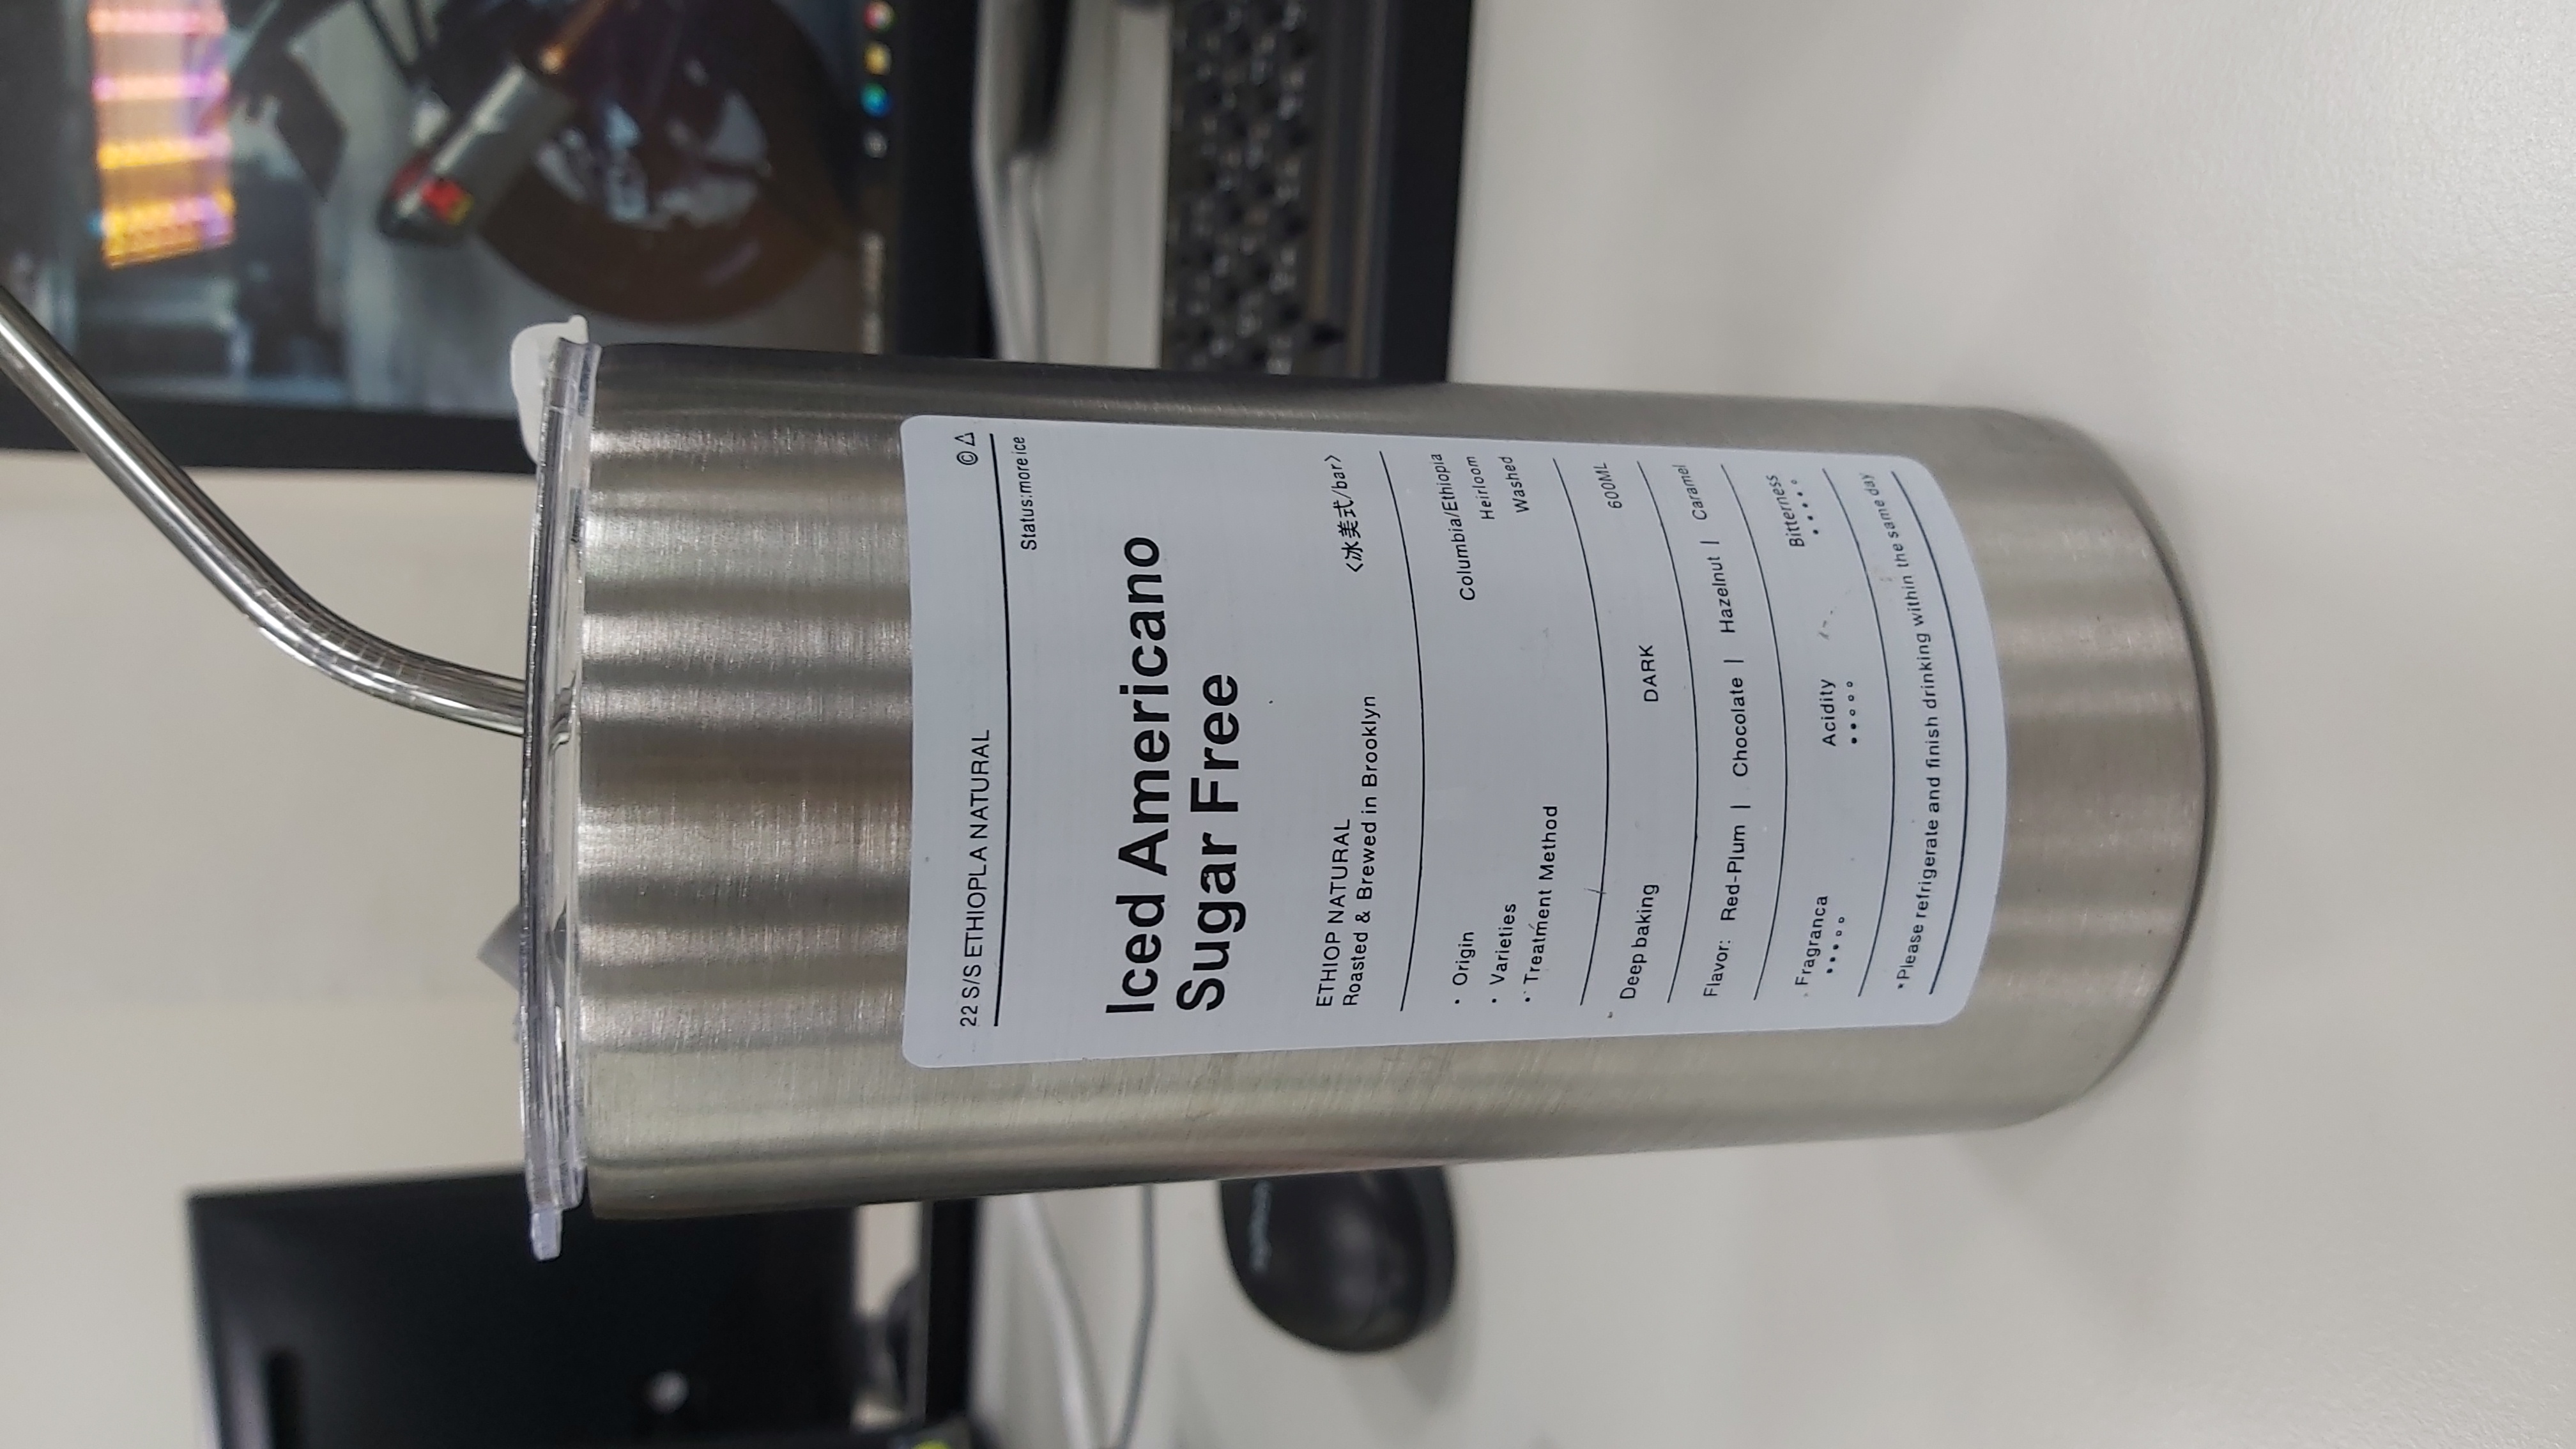 22 S/S ETHIOPLA NATURAL ©
Status:more ice
Iced Americano
Sugar Free
ETHIOP NATURAL
Roasted & Brewed in Brooklyn
<冰美式/bar>
• Origin Columbia/Ethiopia
• Varieties Heirloom
• Treatment Method Washed
Deep baking DARK 600ML
Flavor: Red-Plum | Chocolate | Hazelnut | Caramel
Fragranca Acidity Bitterness
*Please refrigerate and finish drinking within the same day